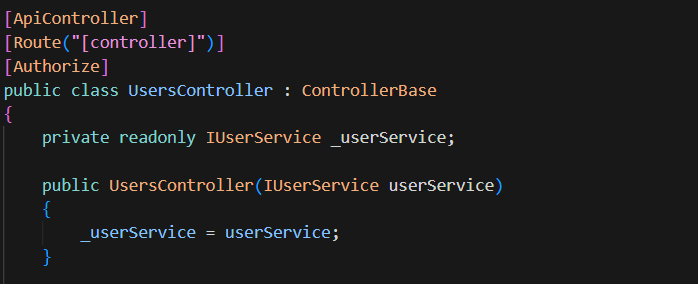 [ApiController]
[Route("[controller]")]
[Authorize]
public class UsersController : ControllerBase
{
    private readonly IUserService _userService;

    public UsersController(IUserService userService)
    {
        _userService = userService;
    }